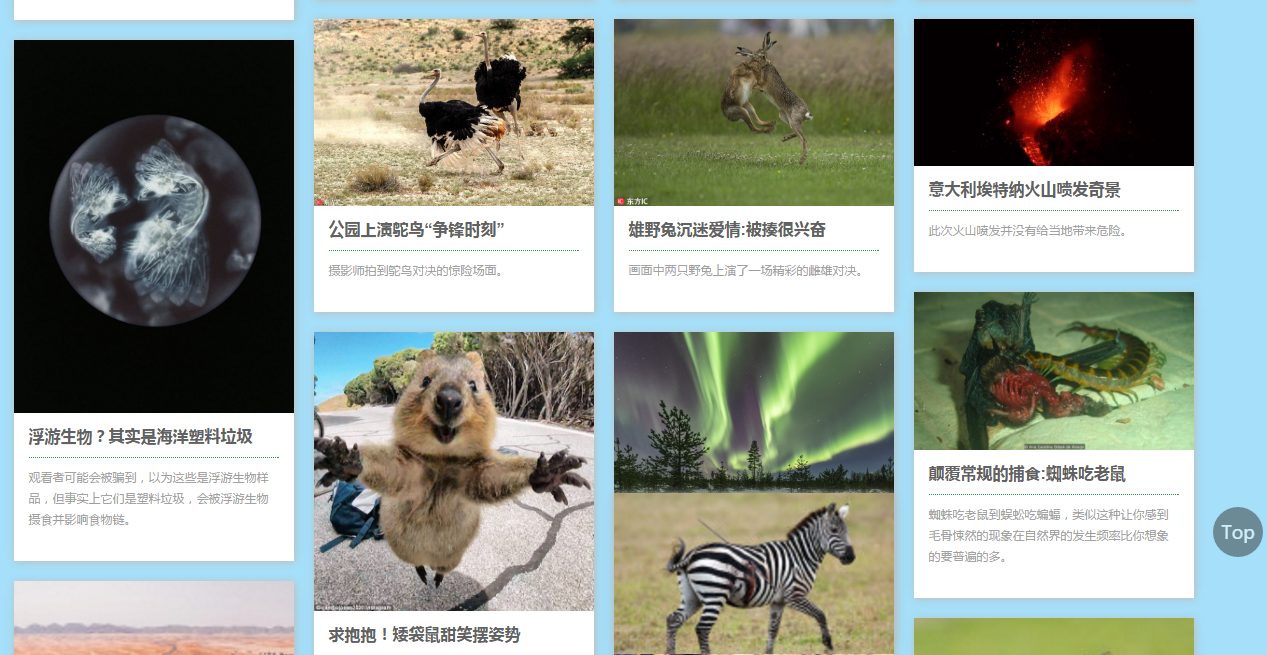 浮游生物？其实是海洋塑料垃圾
观看者可能会被骗到，以为这些是浮游生物样
品，但事实上它们是塑料垃圾，会被浮游生物
摄食并影响食物链。
公园上演鸵鸟“争锋时刻”
摄影师拍到鸵鸟对决的惊险场面。
求抱抱！矮袋鼠甜笑摆姿势
东方IC
雄野兔沉迷爱情:被揍很兴奋
画面中两只野兔上演了一场精彩的雌雄对决。
意大利埃特纳火山喷发奇景
此次火山喷发并没有给当地带来危险。
颠覆常规的捕食:蜘蛛吃老鼠
蜘蛛吃老鼠到蜈蚣吃蝙蝠，类似这种让你感到
毛骨悚然的现象在自然界的发生频率比你想象
的要普遍的多。
Top